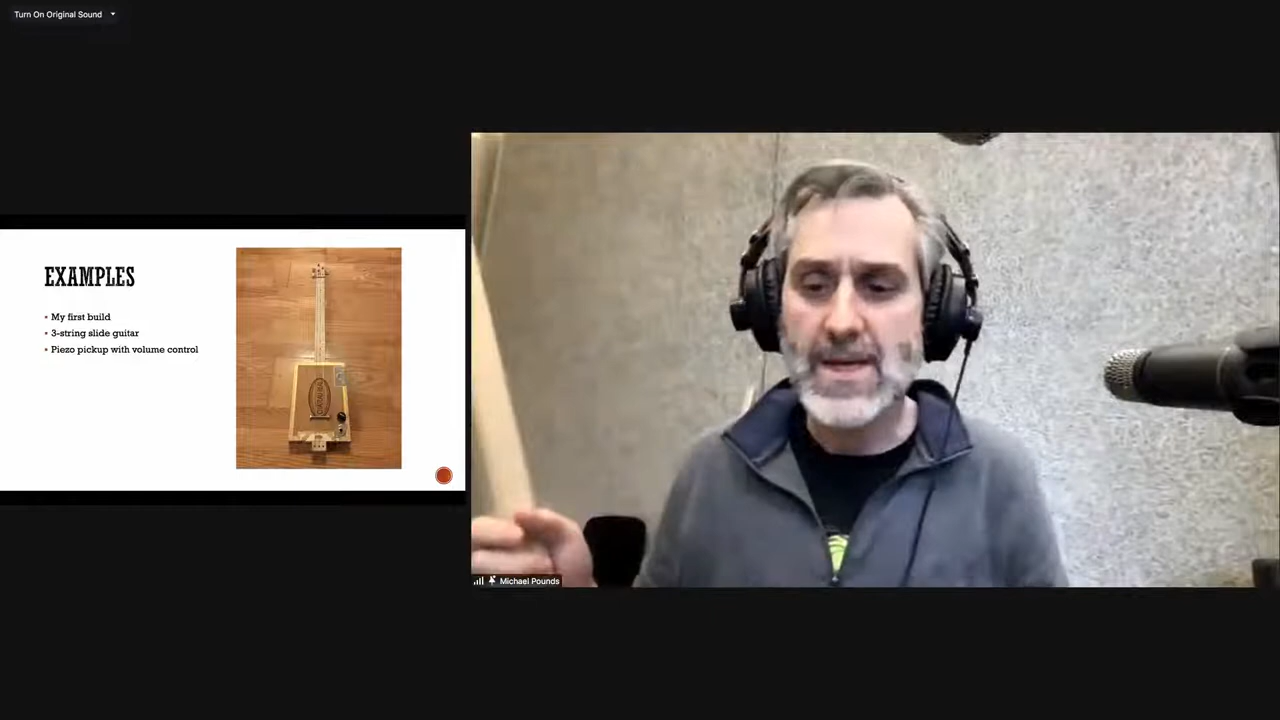 Turn On Original Sound
EXAMPLES
▪ My first build
▪ 3-string slide guitar
▪ Piezo pickup with volume control
Michael Pounds